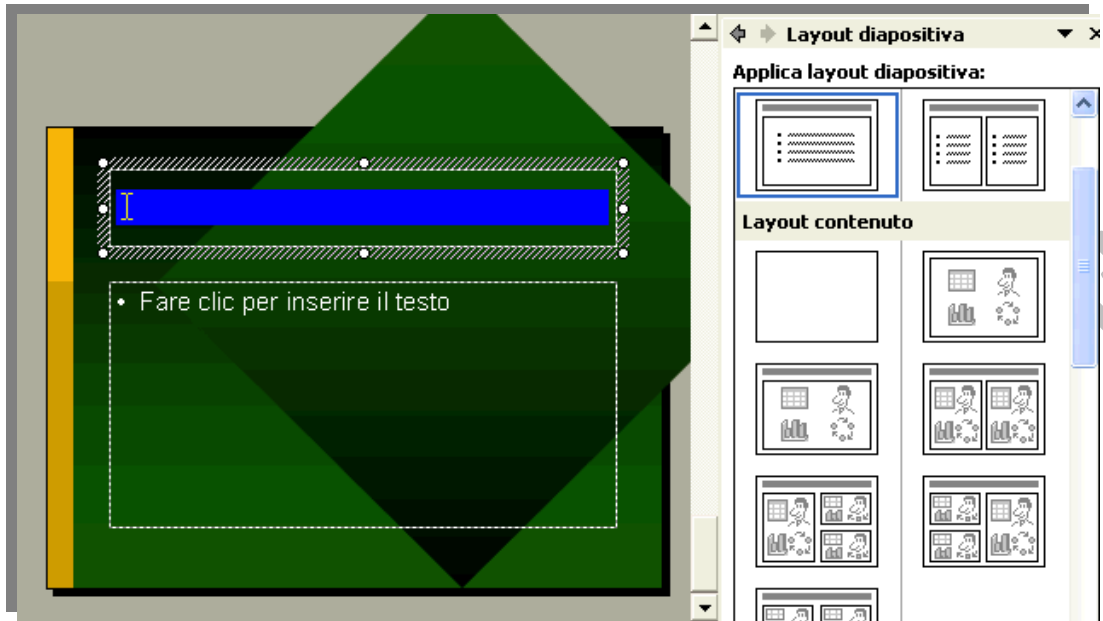 Layout diapositiva
Applica layout diapositiva:
Layout contenuto
• Fare clic per inserire il testo